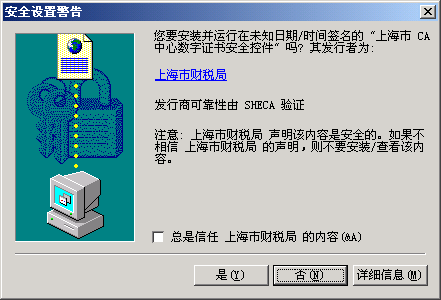 安全设置警告
您要安装并运行在未知日期/时间签名的“上海市 CA
中心数字证书安全控件”吗? 其发行者为:
上海市财税局
发行商可靠性由 SHECA 验证
注意: 上海市财税局 声明该内容是安全的。如果不
相信 上海市财税局 的声明，则不要安装/查看该内
容。
总是信任 上海市财税局 的内容(&A)
是(Y)
否(N)
详细信息(M)